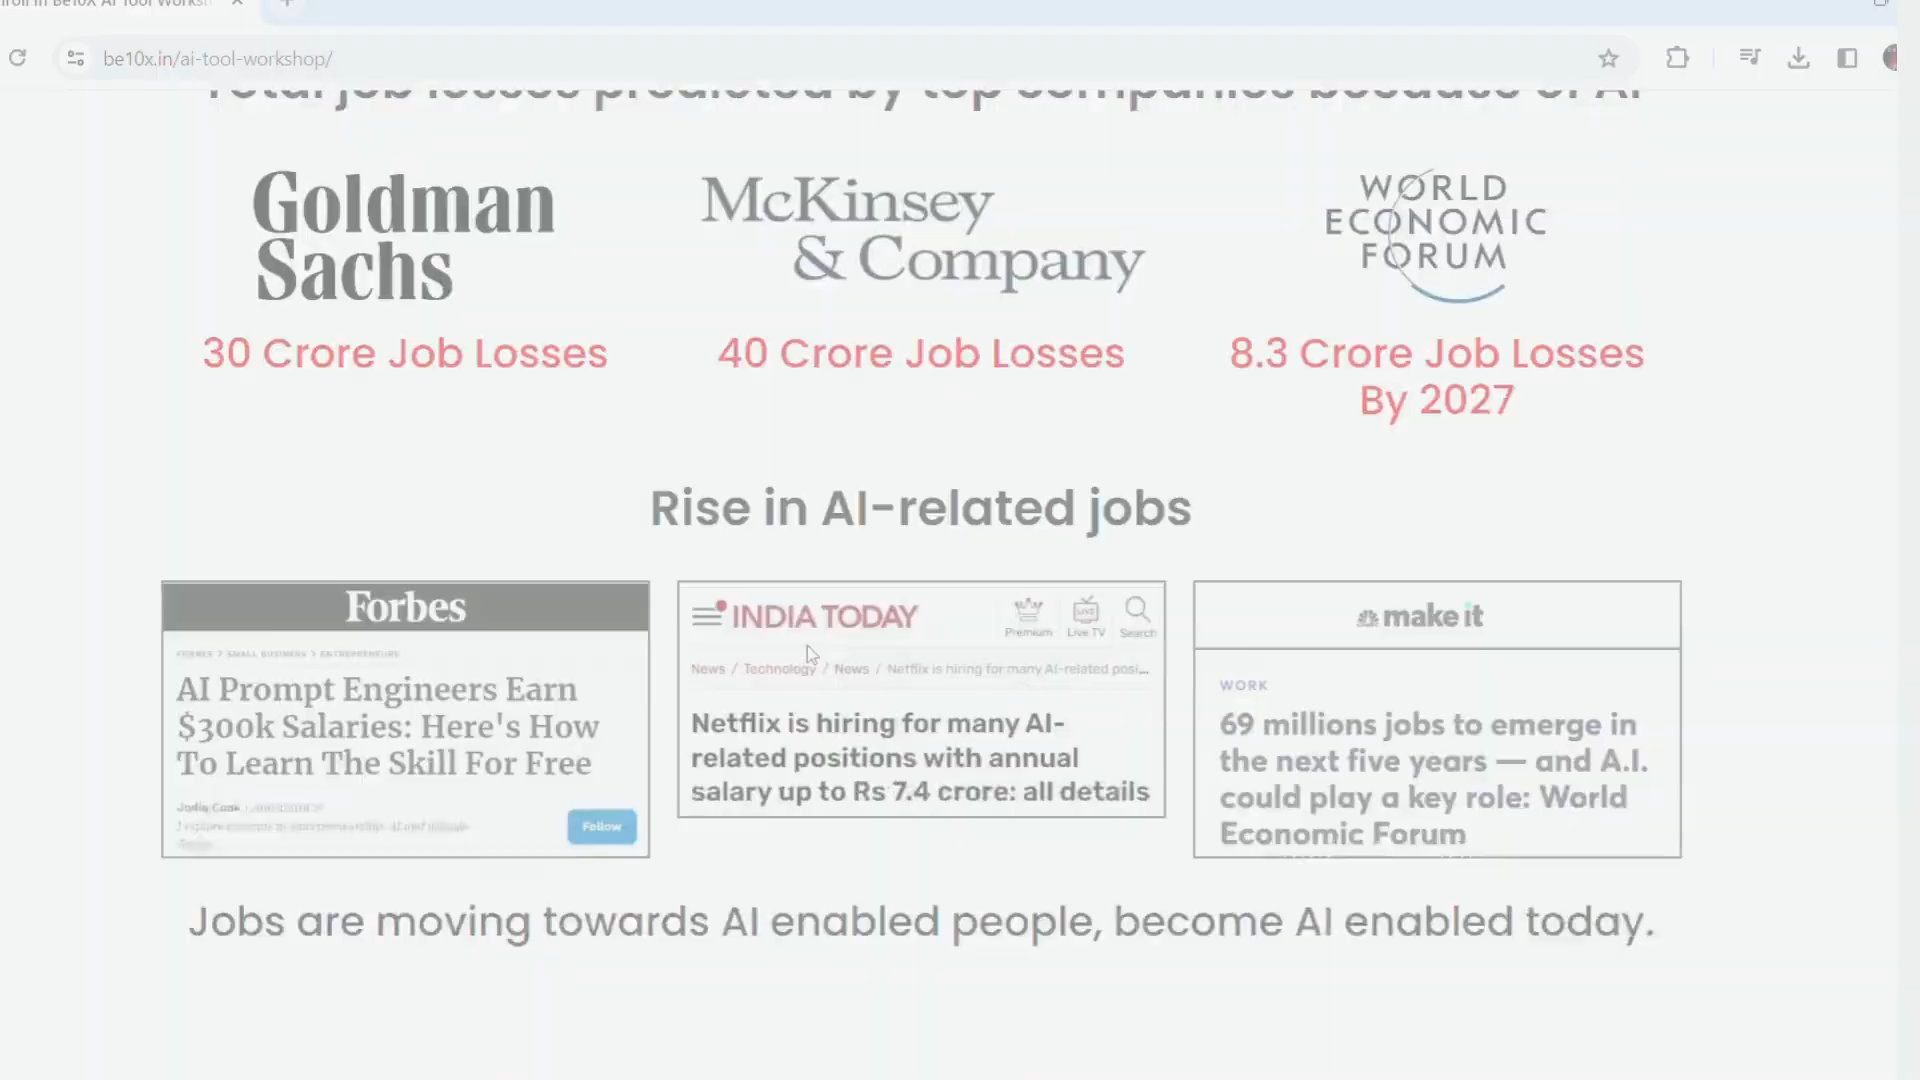 be10x.in/ai-tool-workshop/
Total job losses predicted by top companies because of AI
Goldman
Sachs
McKinsey
& Company
WORLD
ECONOMIC
FORUM
30 Crore Job Losses
40 Crore Job Losses
8.3 Crore Job Losses
By 2027
Rise in AI-related jobs
Forbes
FORBES > SMALL BUSINESS > ENTREPRENEURS
AI Prompt Engineers Earn
$300k Salaries: Here's How
To Learn The Skill For Free
Jodie Cook
Follow
INDIA TODAY
Premium
Live TV
Search
News / Technology / News / Netflix is hiring for many AI-related posi...
Netflix is hiring for many AI-
related positions with annual
salary up to Rs 7.4 crore: all details
make it
WORK
69 millions jobs to emerge in
the next five years — and A.I.
could play a key role: World
Economic Forum
Jobs are moving towards AI enabled people, become AI enabled today.